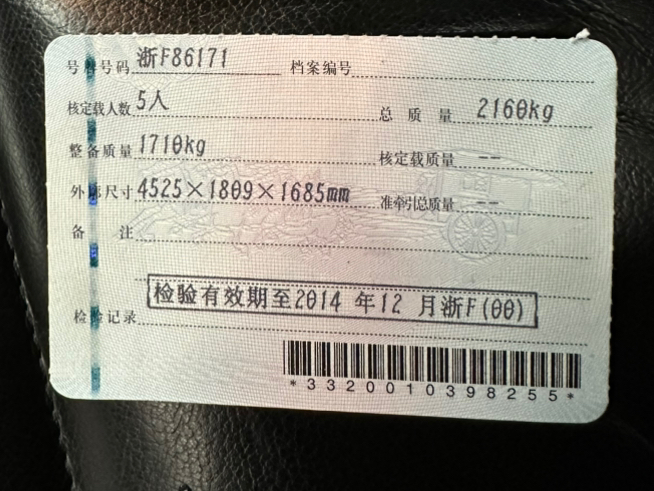 号牌号码 浙F86171 档案编号
核定载人数 5人 总质量 2160kg
整备质量 1710kg 核定载质量 --
外廓尺寸 4525×1809×1685mm 准牵引总质量 --
备注
检验有效期至2014 年12 月浙F(00)
检验记录
*3320010398255*